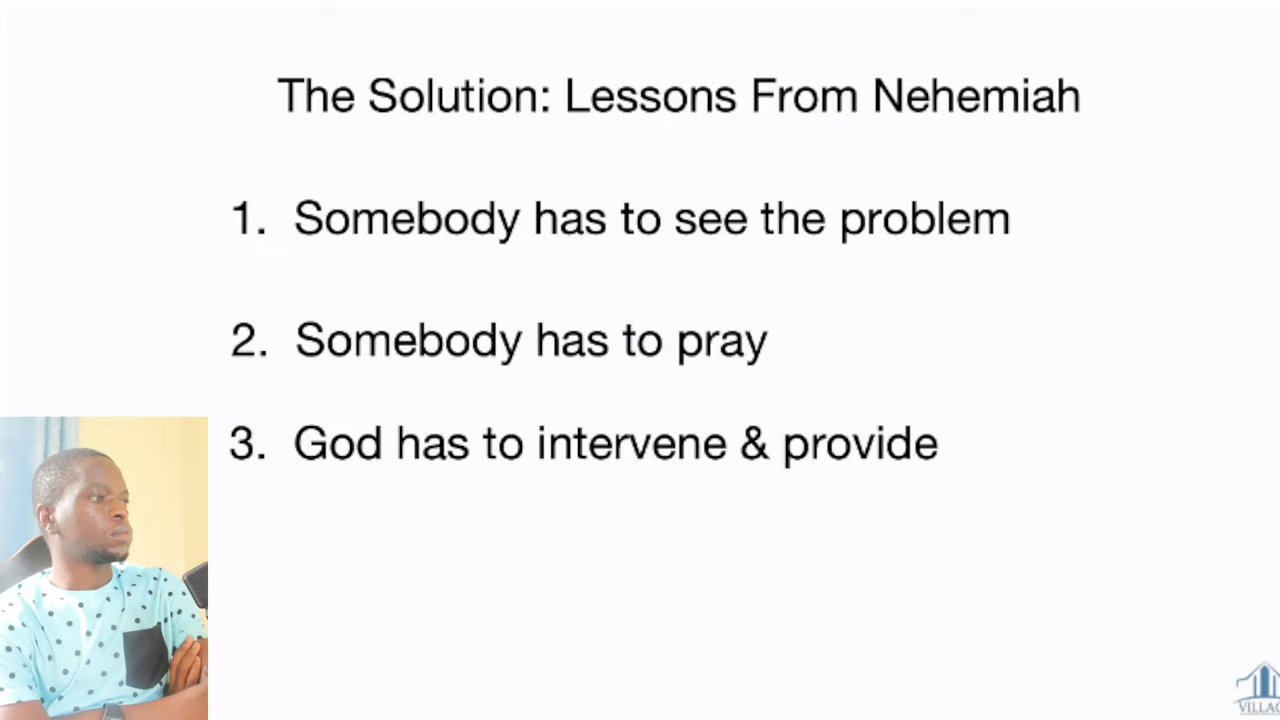 The Solution: Lessons From Nehemiah
1. Somebody has to see the problem
2. Somebody has to pray
3. God has to intervene & provide